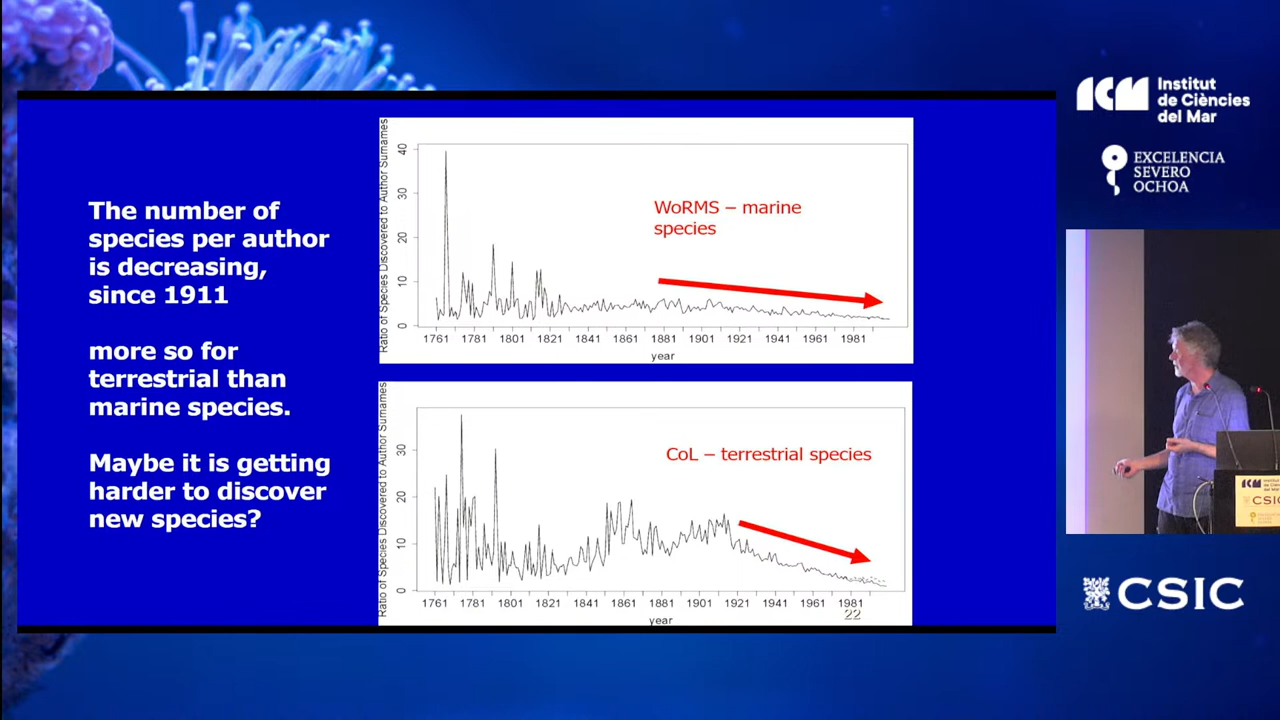 The number of
species per author
is decreasing,
since 1911
more so for
terrestrial than
marine species.
Maybe it is getting
harder to discover
new species?
Ratio of Species Discovered to Author Surnames
40
30
20
10
0
WoRMS – marine
species
1761 1781 1801 1821 1841 1861 1881 1901 1921 1941 1961 1981
year
Ratio of Species Discovered to Author Surnames
30
20
10
0
CoL – terrestrial species
1761 1781 1801 1821 1841 1861 1881 1901 1921 1941 1961 1981
year
22
ICM
Institut
de Ciències
del Mar
EXCELENCIA
SEVERO
OCHOA
ICM
CSIC
CSIC